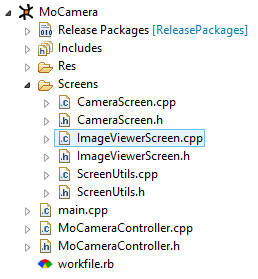 MoCamera
Release Packages [ReleasePackages]
Includes
Res
Screens
CameraScreen.cpp
CameraScreen.h
ImageViewerScreen.cpp
ImageViewerScreen.h
ScreenUtils.cpp
ScreenUtils.h
main.cpp
MoCameraController.cpp
MoCameraController.h
workfile.rb